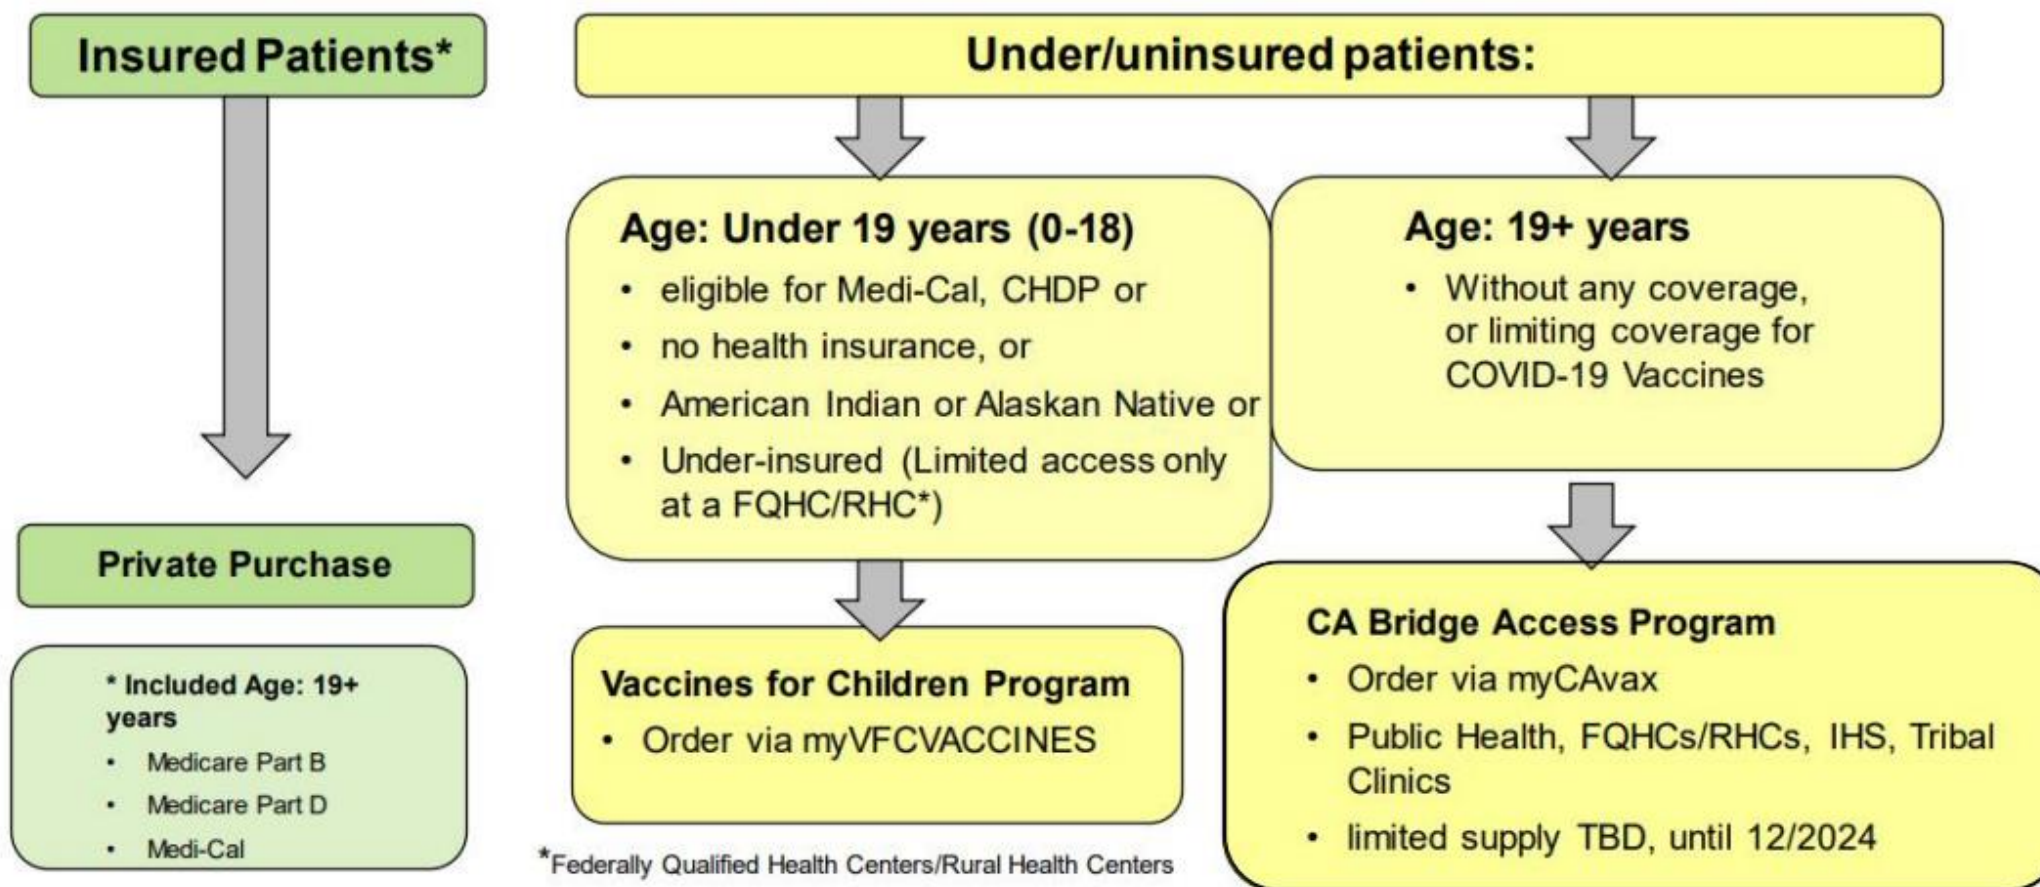 Insured Patients*
Private Purchase
* Included Age: 19+
years
• Medicare Part B
• Medicare Part D
• Medi-Cal
Under/uninsured patients:
Age: Under 19 years (0-18)
• eligible for Medi-Cal, CHDP or
• no health insurance, or
• American Indian or Alaskan Native or
• Under-insured (Limited access only
at a FQHC/RHC*)
Vaccines for Children Program
• Order via myVFCVACCINES
*Federally Qualified Health Centers/Rural Health Centers
Age: 19+ years
• Without any coverage,
or limiting coverage for
COVID-19 Vaccines
CA Bridge Access Program
• Order via myCAvax
• Public Health, FQHCs/RHCs, IHS, Tribal
Clinics
• limited supply TBD, until 12/2024